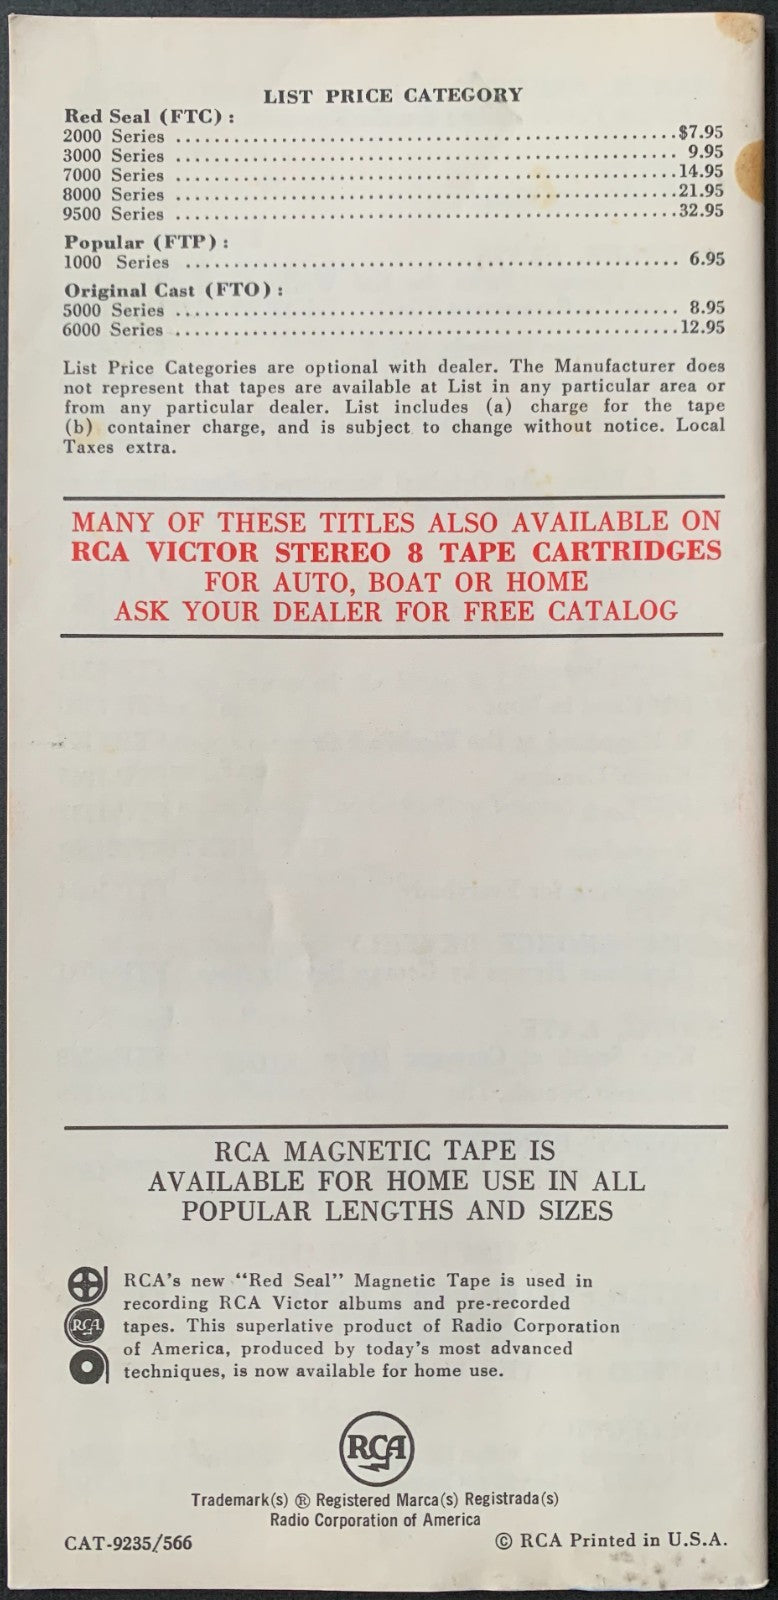 LIST PRICE CATEGORY
Red Seal (FTC) :
2000 Series ........................................................$7.95
3000 Series ........................................................ 9.95
7000 Series ........................................................14.95
8000 Series ........................................................21.95
9500 Series ........................................................32.95
Popular (FTP) :
1000 Series ........................................................ 6.95
Original Cast (FTO) :
5000 Series ........................................................ 8.95
6000 Series ........................................................12.95
List Price Categories are optional with dealer. The Manufacturer does
not represent that tapes are available at List in any particular area or
from any particular dealer. List includes (a) charge for the tape
(b) container charge, and is subject to change without notice. Local
Taxes extra.
MANY OF THESE TITLES ALSO AVAILABLE ON
RCA VICTOR STEREO 8 TAPE CARTRIDGES
FOR AUTO, BOAT OR HOME
ASK YOUR DEALER FOR FREE CATALOG
RCA MAGNETIC TAPE IS
AVAILABLE FOR HOME USE IN ALL
POPULAR LENGTHS AND SIZES
RCA's new "Red Seal" Magnetic Tape is used in
recording RCA Victor albums and pre-recorded
RCA tapes. This superlative product of Radio Corporation
of America, produced by today's most advanced
techniques, is now available for home use.
RCA
Trademark(s) ® Registered Marca(s) Registrada(s)
Radio Corporation of America
CAT-9235/566 © RCA Printed in U.S.A.